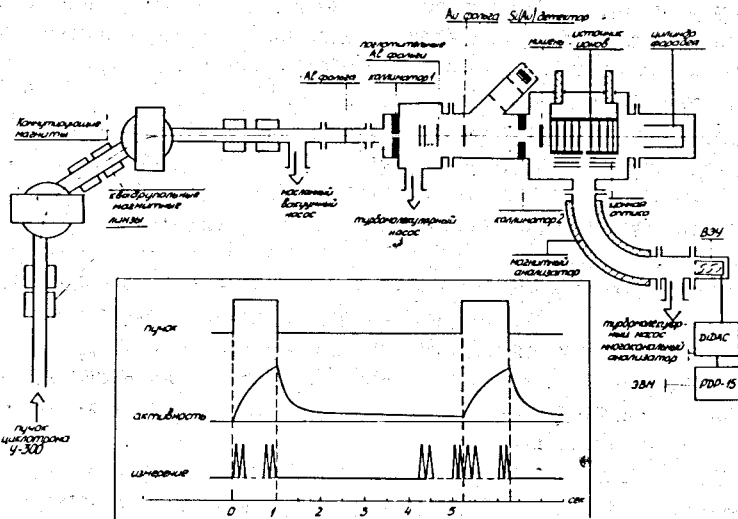 Au фольга
Si(Au) детектор
поглотительные
Al фольги
Al фольга
коллиматор 1
мишень
источник
ионов
цилиндр
фарадея
Коммутирующие
магниты
квадрупольные
магнитные
линзы
масляный
вакуумный
насос
турбомолекулярный
насос
коллиматор 2
ионная
оптика
магнитный
анализатор
ВЭУ
турбомолекуляр-
ный насос
многоканальный
анализатор
DiDAC
ЭВМ
PDP-15
пучок
циклотрона
У-300
пучок
активность
измерение
0 1 2 3 4 5 сек